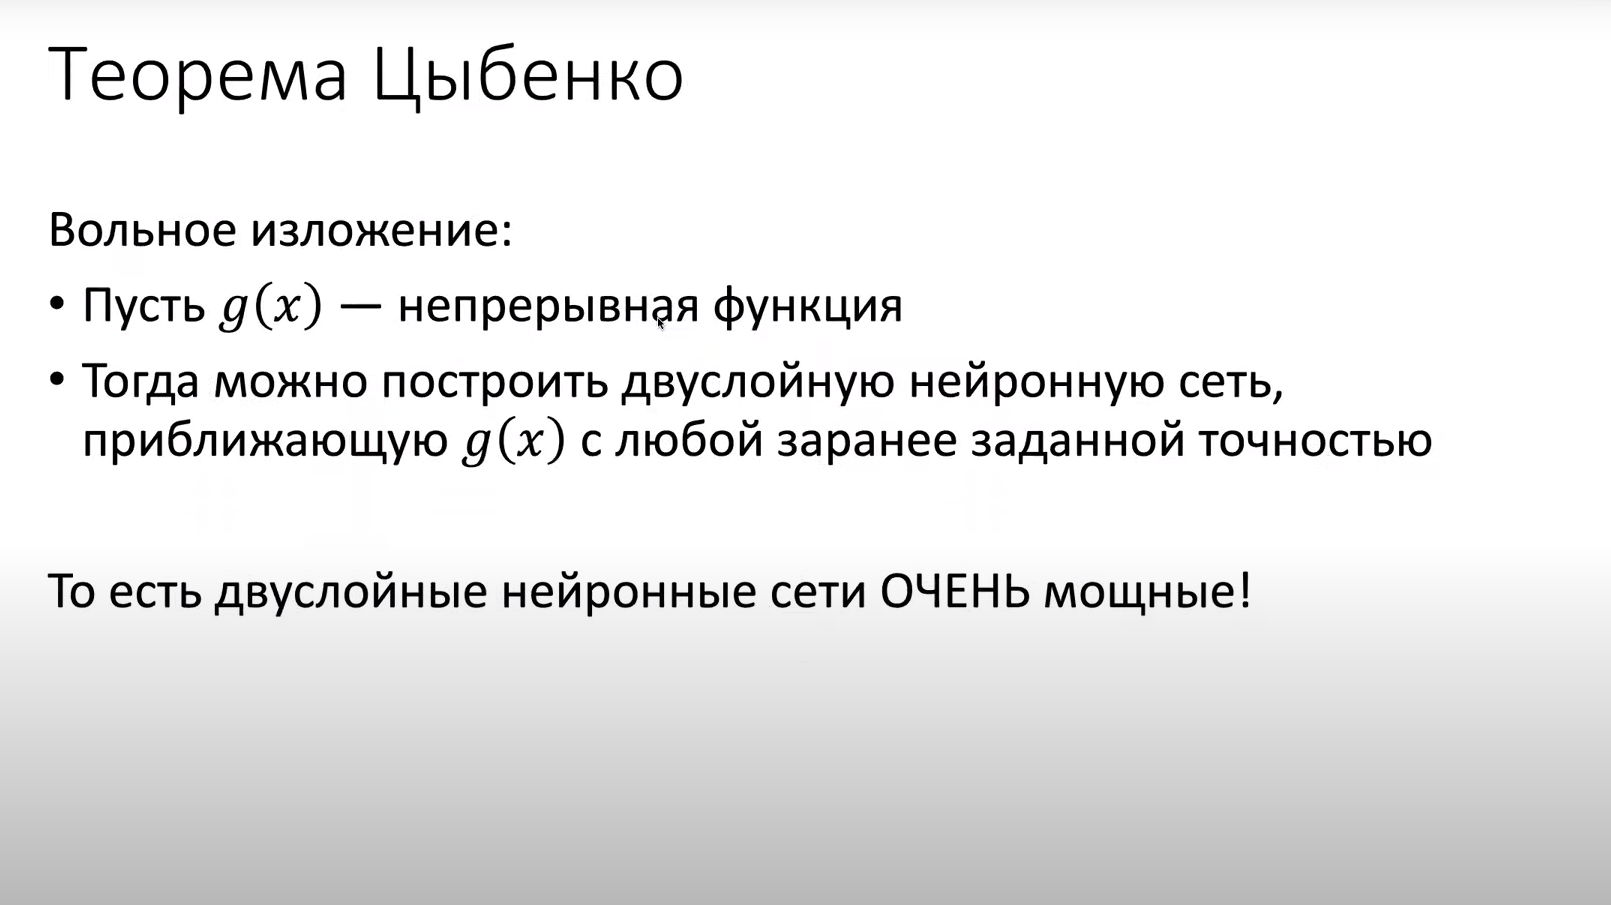 Теорема Цыбенко
Вольное изложение:
• Пусть g(x) — непрерывная функция
• Тогда можно построить двуслойную нейронную сеть,
приближающую g(x) с любой заранее заданной точностью
То есть двуслойные нейронные сети ОЧЕНЬ мощные!